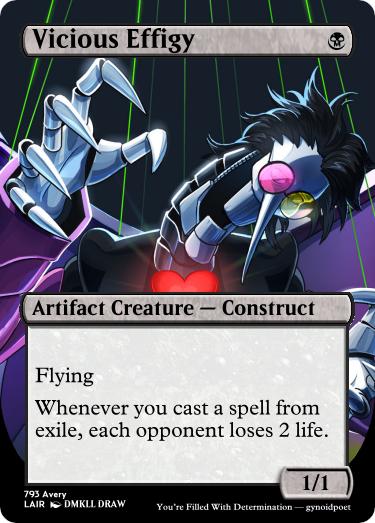 Vicious Effigy
Artifact Creature — Construct
Flying
Whenever you cast a spell from
exile, each opponent loses 2 life.
1/1
793 Avery
LAIR DMKLL DRAW
You're Filled With Determination — gynoidpoet